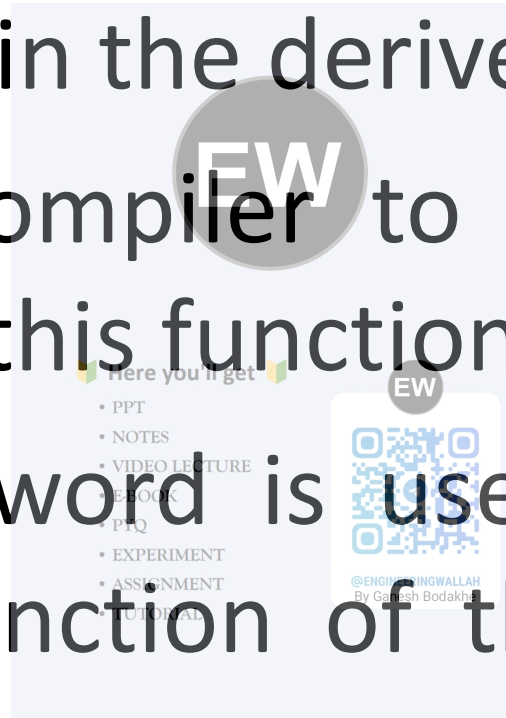 in the derive
EW
ompiler to
this function
Here you'll get
EW
• PPT
• NOTES
• VIDEO LECTURE
word is use
• E-BOOK
• PYQ
• EXPERIMENT
@ENGINEERINGWALLAH
• ASSIGNMENT
By Ganesh Bodakhe
nction of th
• TUTORIAL